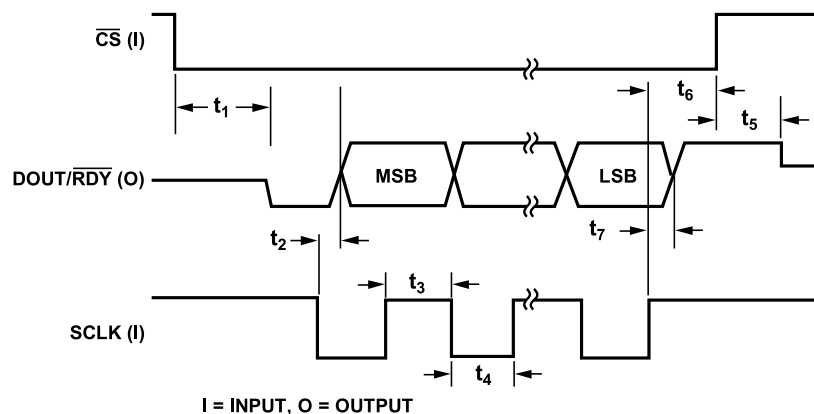 CS (I)
t6
t1
t5
DOUT/RDY (O)
MSB
LSB
t2
t7
t3
SCLK (I)
t4
I = INPUT, O = OUTPUT